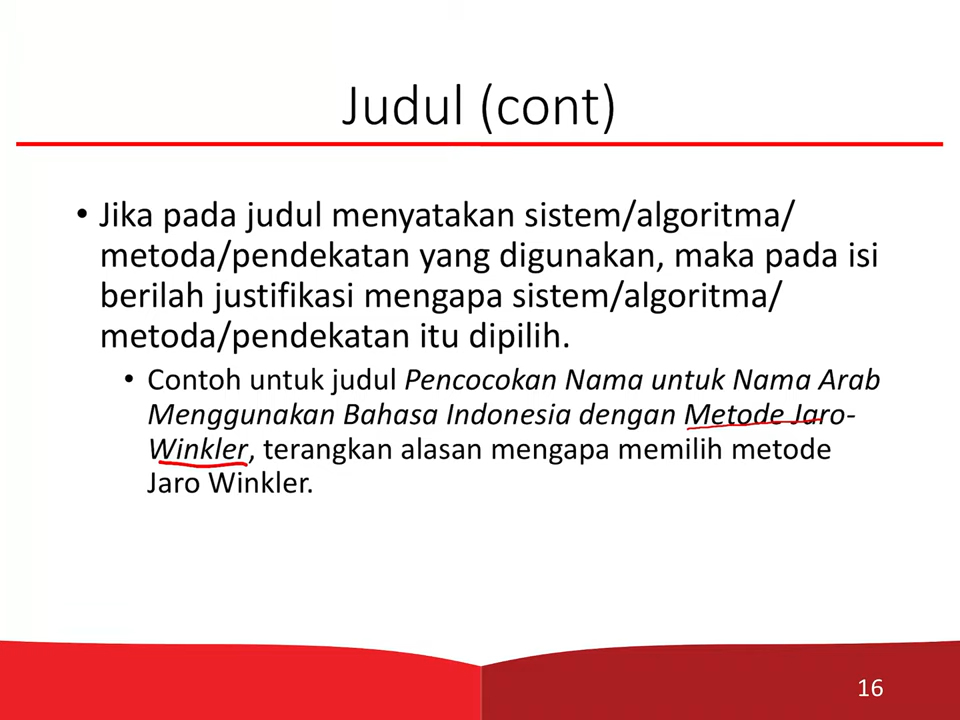 Judul (cont)
• Jika pada judul menyatakan sistem/algoritma/
metoda/pendekatan yang digunakan, maka pada isi
berilah justifikasi mengapa sistem/algoritma/
metoda/pendekatan itu dipilih.
• Contoh untuk judul Pencocokan Nama untuk Nama Arab
Menggunakan Bahasa Indonesia dengan Metode Jaro-
Winkler, terangkan alasan mengapa memilih metode
Jaro Winkler.
16